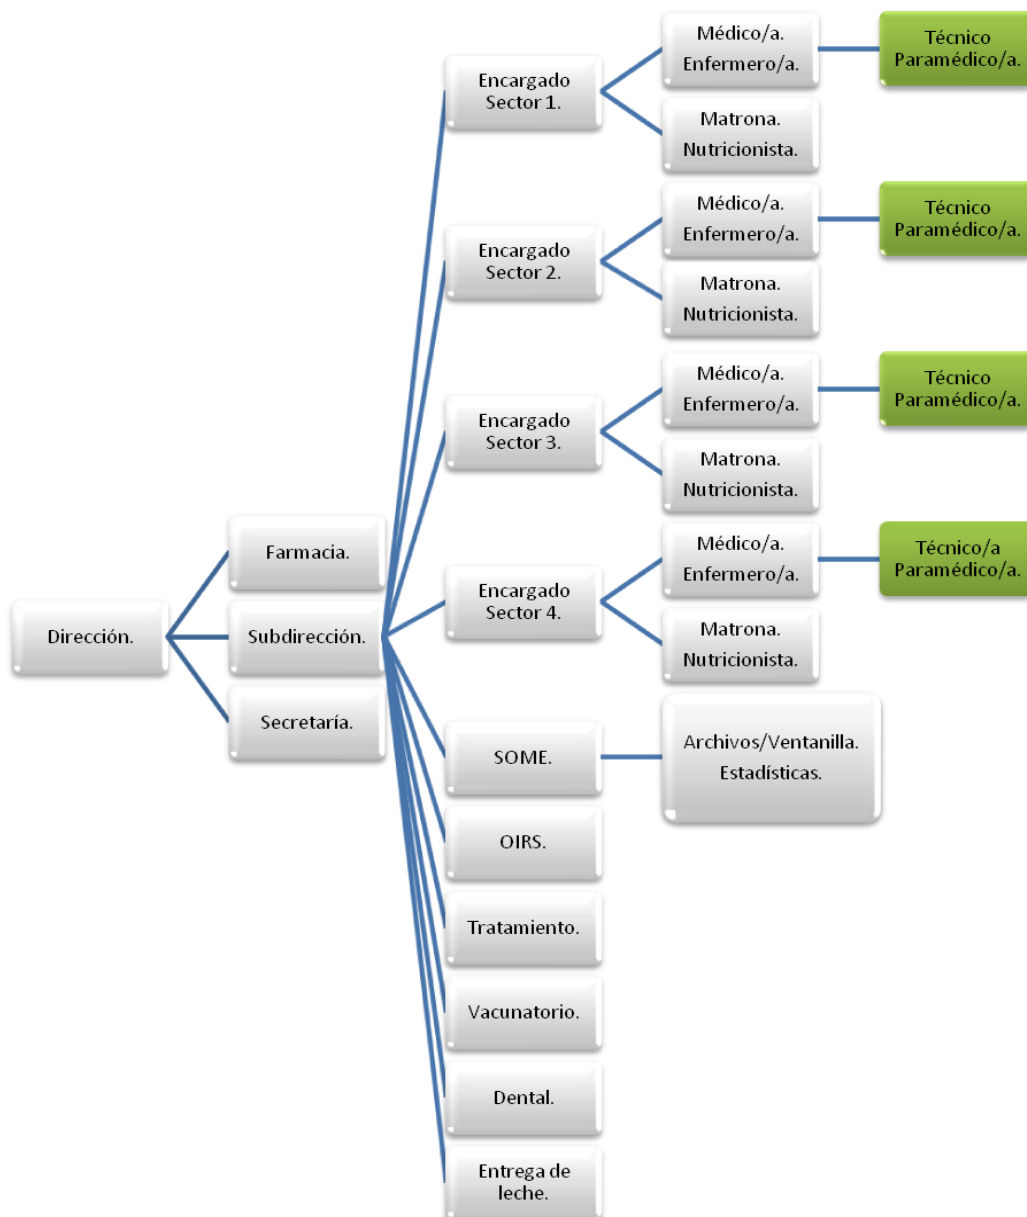 Médico/a.
Enfermero/a.
Técnico
Paramédico/a.
Encargado
Sector 1.
Matrona.
Nutricionista.
Médico/a.
Enfermero/a.
Técnico
Paramédico/a.
Encargado
Sector 2.
Matrona.
Nutricionista.
Médico/a.
Enfermero/a.
Técnico
Paramédico/a.
Encargado
Sector 3.
Matrona.
Nutricionista.
Médico/a.
Enfermero/a.
Técnico/a
Paramédico/a.
Farmacia.
Encargado
Sector 4.
Dirección.
Subdirección.
Matrona.
Nutricionista.
Secretaría.
SOME.
Archivos/Ventanilla.
Estadísticas.
OIRS.
Tratamiento.
Vacunatorio.
Dental.
Entrega de
leche.